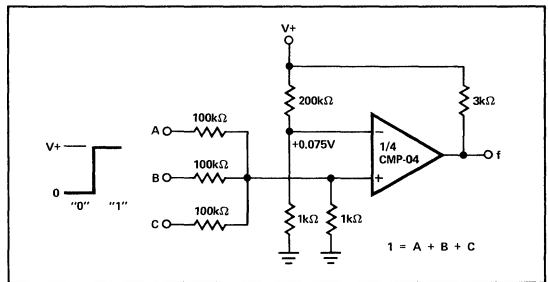 V+
200kΩ
3kΩ
100kΩ
A
+0.075V
−
1/4
CMP-04
+
f
V+
100kΩ
B
0
"0" "1"
100kΩ
C
1kΩ
1kΩ
1 = A + B + C